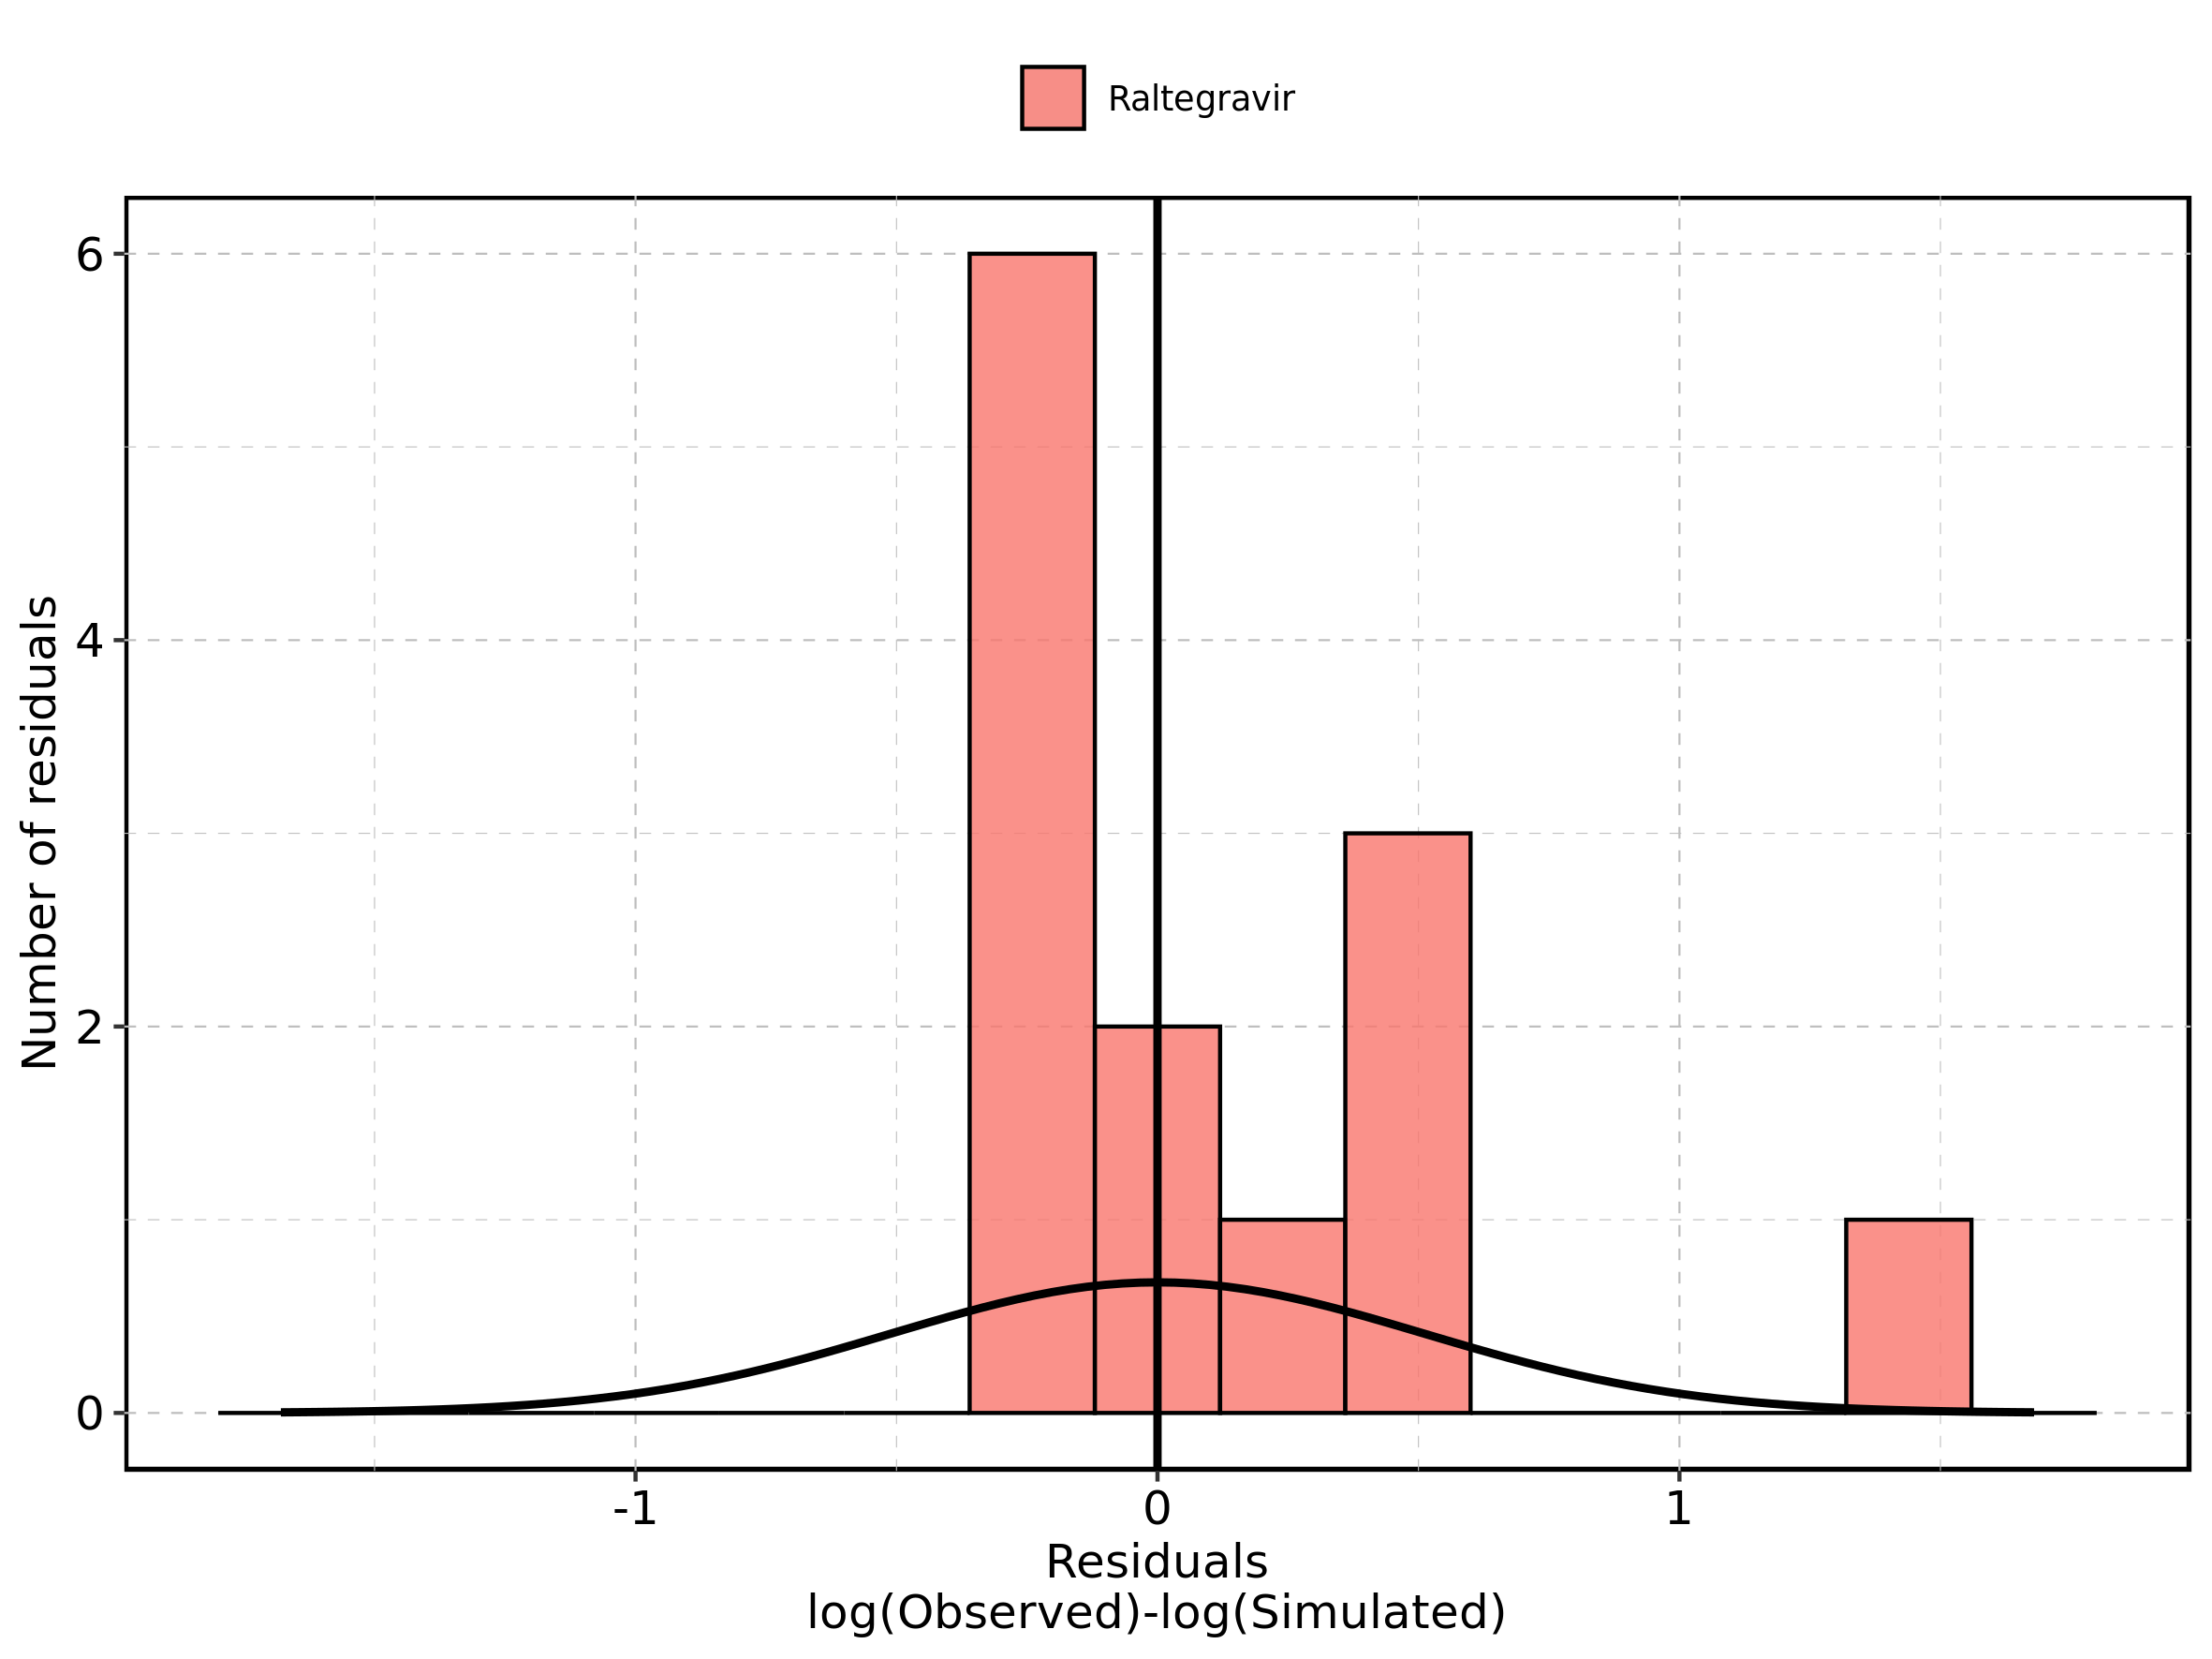 Raltegravir
Number of residuals
6
4
2
0
-1
0
1
Residuals
log(Observed)-log(Simulated)